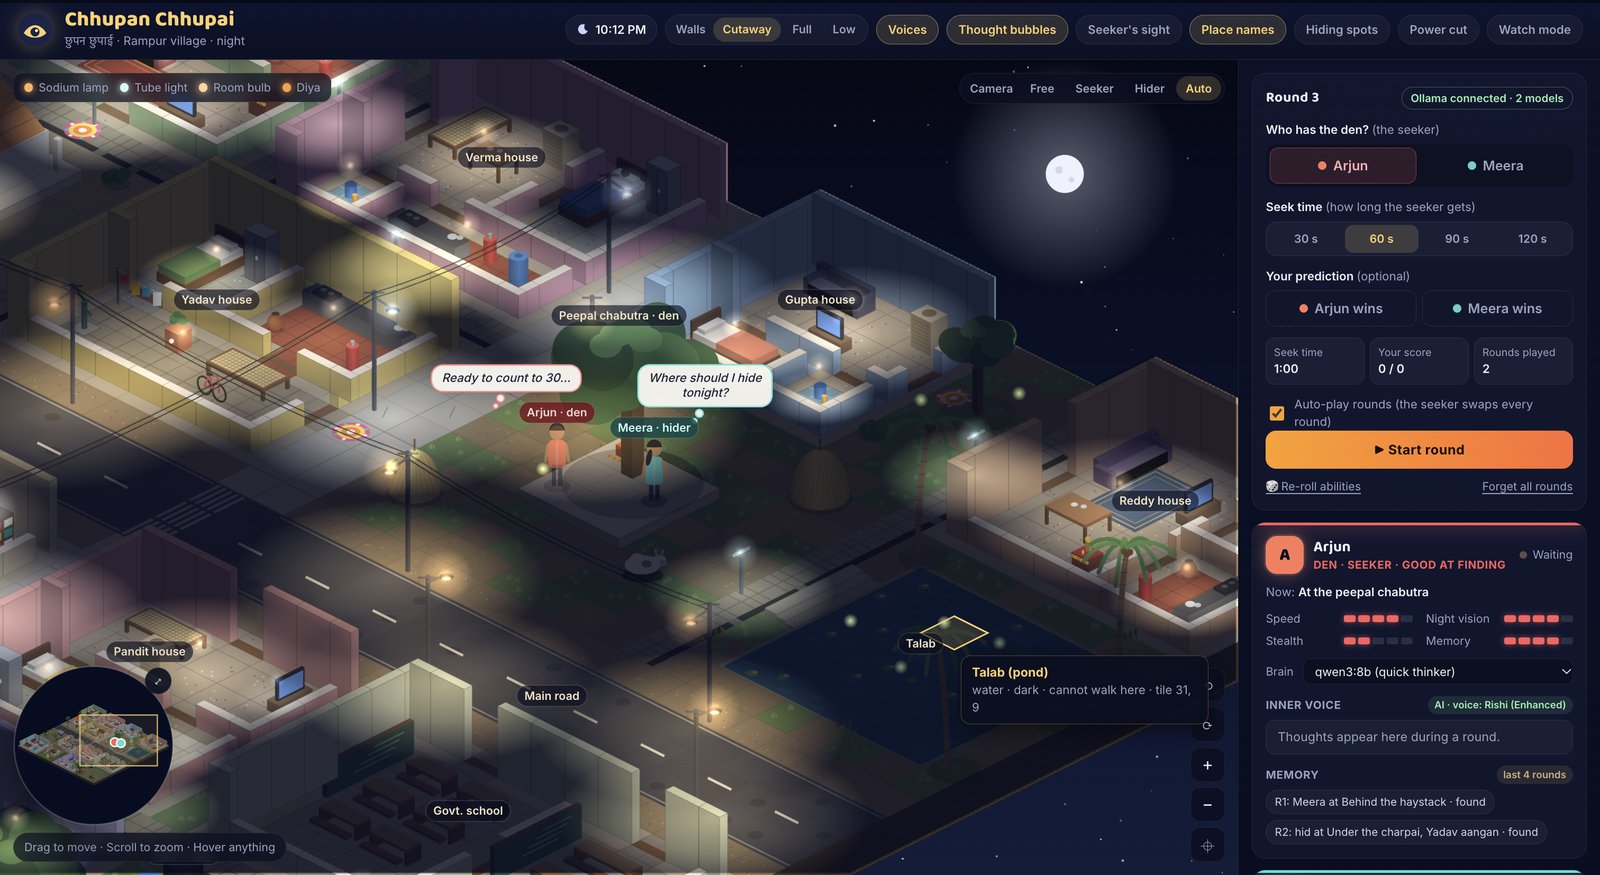 Chhupan Chhupai
छुपन छुपाई · Rampur village · night
10:12 PM
Walls Cutaway Full Low
Voices
Thought bubbles
Seeker's sight
Place names
Hiding spots
Power cut
Watch mode
Sodium lamp Tube light Room bulb Diya
Camera Free Seeker Hider Auto
Verma house
Yadav house
Peepal chabutra · den
Gupta house
Ready to count to 30...
Where should I hide
tonight?
Arjun · den
Meera · hider
Reddy house
Talab
Talab (pond)
water · dark · cannot walk here · tile 31,
9
Pandit house
Main road
Govt. school
Drag to move · Scroll to zoom · Hover anything
Round 3
Ollama connected · 2 models
Who has the den? (the seeker)
Arjun Meera
Seek time (how long the seeker gets)
30 s 60 s 90 s 120 s
Your prediction (optional)
Arjun wins Meera wins
Seek time Your score Rounds played
1:00 0 / 0 2
Auto-play rounds (the seeker swaps every
round)
Start round
Re-roll abilities Forget all rounds
A
Arjun
DEN · SEEKER · GOOD AT FINDING
Waiting
Now: At the peepal chabutra
Speed Night vision
Stealth Memory
Brain qwen3:8b (quick thinker)
INNER VOICE AI · voice: Rishi (Enhanced)
Thoughts appear here during a round.
MEMORY last 4 rounds
R1: Meera at Behind the haystack · found
R2: hid at Under the charpai, Yadav aangan · found